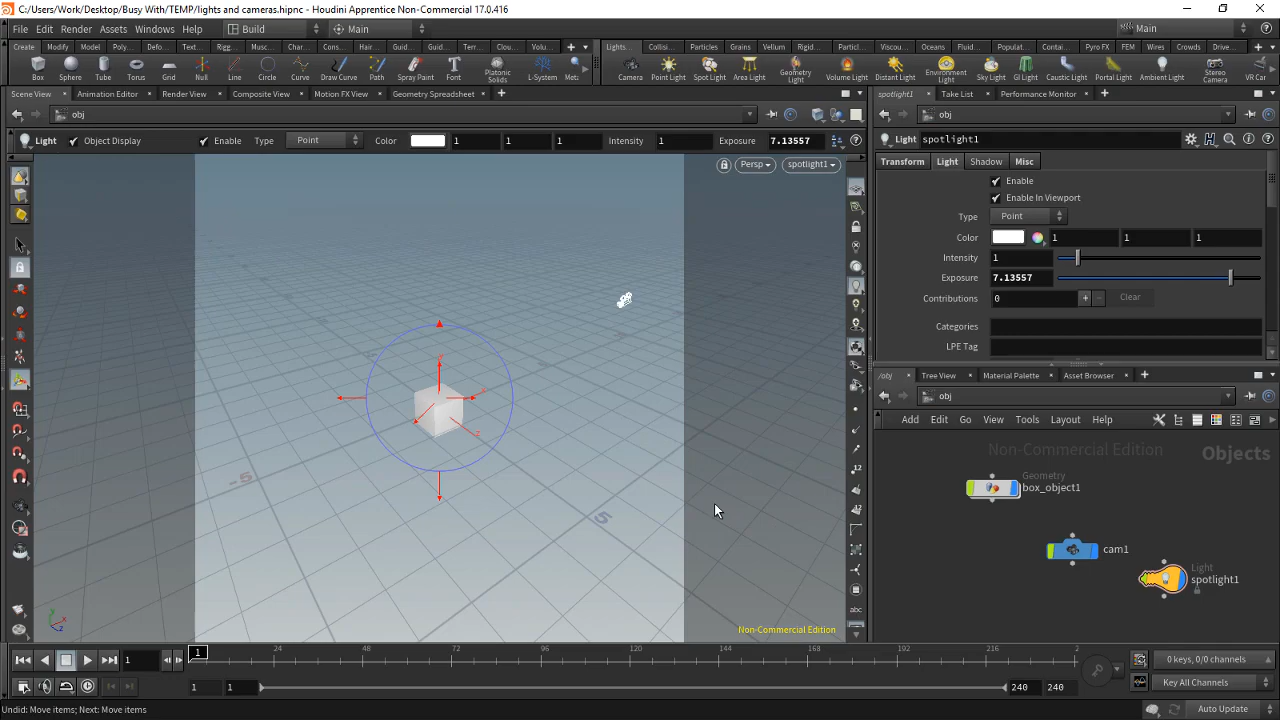 C:/Users/Work/Desktop/Busy With/TEMP/lights and cameras.hipnc - Houdini Apprentice Non-Commercial 17.0.416
File Edit Render Assets Windows Help Build Main Main
Create Modify Model Poly... Defo... Text... Rigg... Musc... Char... Cons... Hair... Guid... Guid... Terr... Clou... Volu...
Lights... Collisi... Particles Grains Vellum Rigid... Particl... Viscou... Oceans Fluid... Populat... Contai... Pyro FX FEM Wires Crowds Drive...
Box Sphere Tube Torus Grid Null Line Circle Curve Draw Curve Path Spray Paint Font Platonic Solids L-System Meta
Camera Point Light Spot Light Area Light Geometry Light Volume Light Distant Light Environment Light Sky Light GI Light Caustic Light Portal Light Ambient Light Stereo Camera VR Car
Scene View Animation Editor Render View Composite View Motion FX View Geometry Spreadsheet
spotlight1 Take List Performance Monitor
obj
obj
Light Object Display Enable Type Point Color 1 1 1 Intensity 1 Exposure 7.13557
Light spotlight1
Persp spotlight1
Transform Light Shadow Misc
Enable
Enable In Viewport
Type Point
Color 1 1 1
Intensity 1
Exposure 7.13557
Contributions 0 Clear
Categories
LPE Tag
/obj Tree View Material Palette Asset Browser
obj
Add Edit Go View Tools Layout Help
Non-Commercial Edition Objects
Geometry
box_object1
cam1
Light
spotlight1
-5
5
12
12
abc
Non-Commercial Edition
1 1 24 48 72 96 120 144 168 192 216 2
0 keys, 0/0 channels
1 1 240 240
Key All Channels
Undid: Move items; Next: Move items
Auto Update